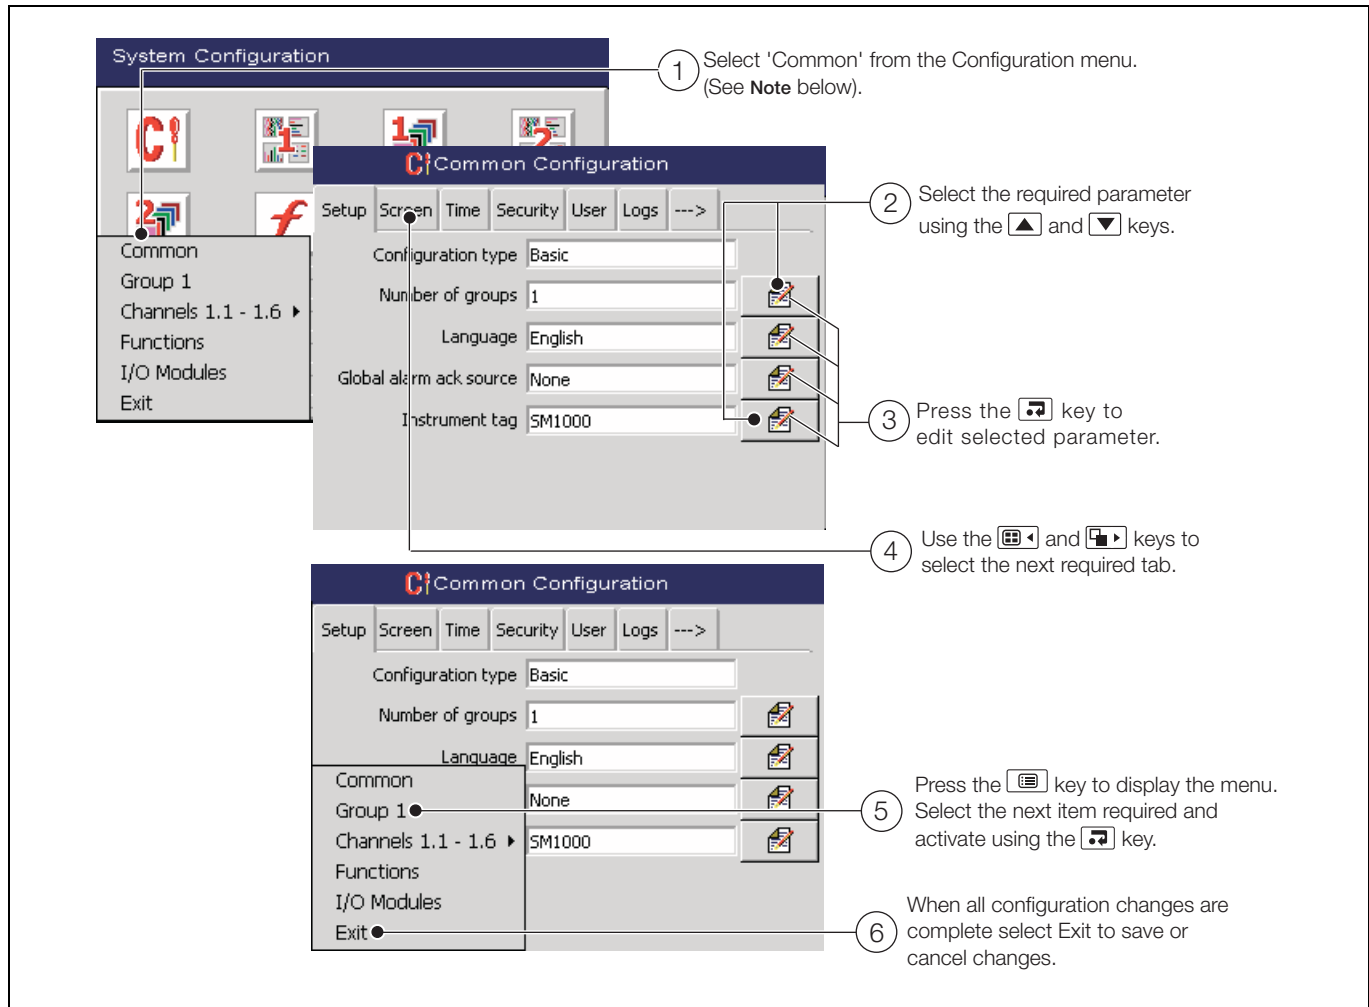 System Configuration
1 Select 'Common' from the Configuration menu.
(See Note below).
C 1 1 2
2 f
Common
Group 1
Channels 1.1 - 1.6
Functions
I/O Modules
Exit
C Common Configuration
Setup Screen Time Security User Logs --->
Configuration type Basic
Number of groups 1
Language English
Global alarm ack source None
Instrument tag SM1000
2 Select the required parameter
using the ▲ and ▼ keys.
3 Press the key to
edit selected parameter.
4 Use the and keys to
select the next required tab.
C Common Configuration
Setup Screen Time Security User Logs --->
Configuration type Basic
Number of groups 1
Language English
None
SM1000
Common
Group 1
Channels 1.1 - 1.6
Functions
I/O Modules
Exit
5 Press the key to display the menu.
Select the next item required and
activate using the key.
6 When all configuration changes are
complete select Exit to save or
cancel changes.